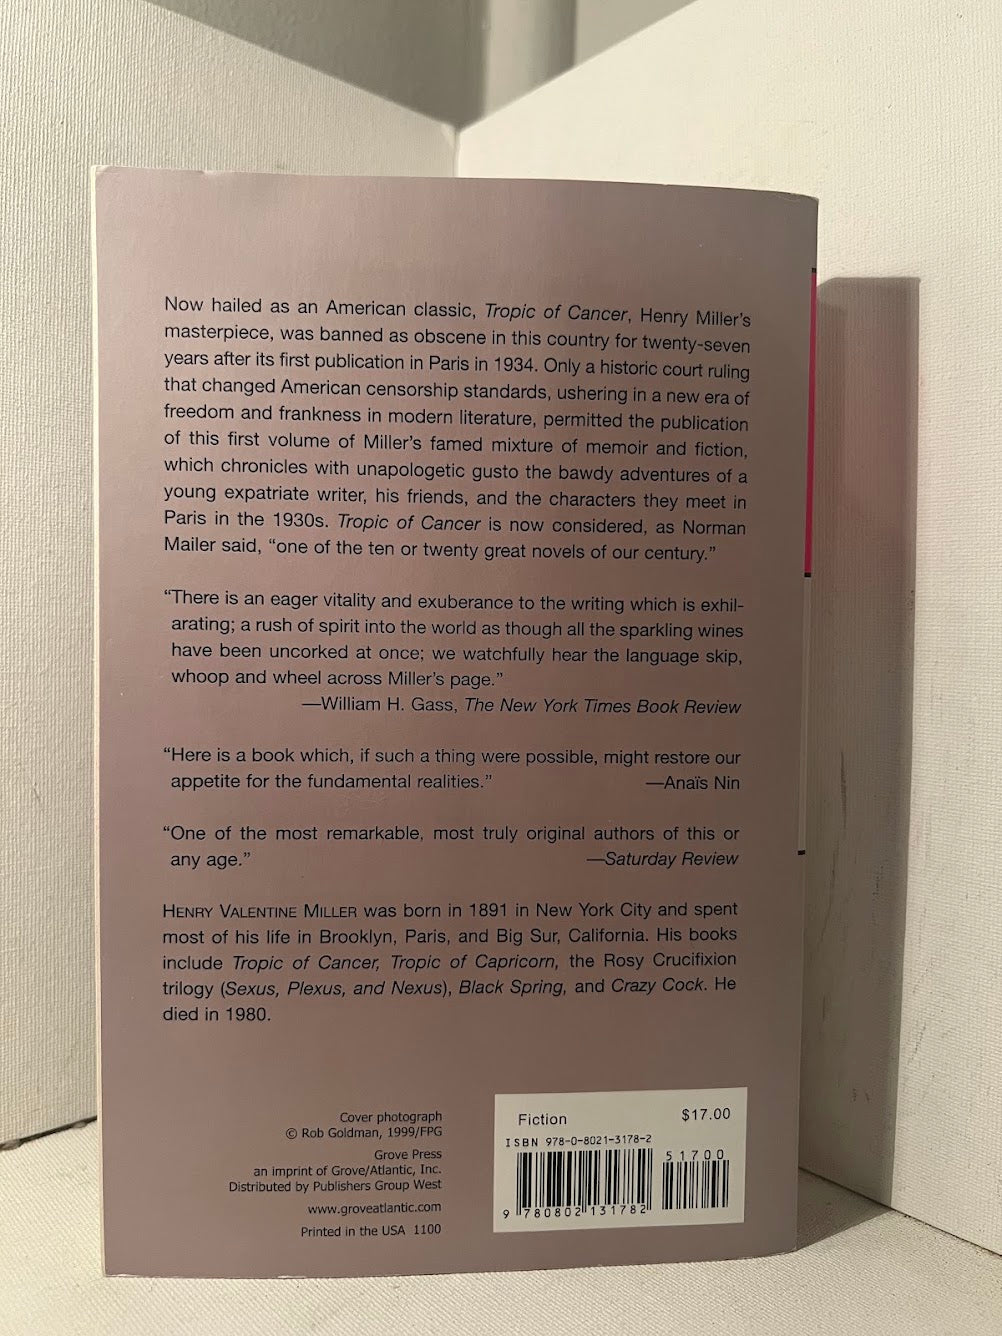 Now hailed as an American classic, Tropic of Cancer, Henry Miller's
masterpiece, was banned as obscene in this country for twenty-seven
years after its first publication in Paris in 1934. Only a historic court ruling
that changed American censorship standards, ushering in a new era of
freedom and frankness in modern literature, permitted the publication
of this first volume of Miller's famed mixture of memoir and fiction,
which chronicles with unapologetic gusto the bawdy adventures of a
young expatriate writer, his friends, and the characters they meet in
Paris in the 1930s. Tropic of Cancer is now considered, as Norman
Mailer said, “one of the ten or twenty great novels of our century.”
“There is an eager vitality and exuberance to the writing which is exhil-
arating; a rush of spirit into the world as though all the sparkling wines
have been uncorked at once; we watchfully hear the language skip,
whoop and wheel across Miller's page.”
—William H. Gass, The New York Times Book Review
“Here is a book which, if such a thing were possible, might restore our
appetite for the fundamental realities.” —Anaïs Nin
“One of the most remarkable, most truly original authors of this or
any age.” —Saturday Review
HENRY VALENTINE MILLER was born in 1891 in New York City and spent
most of his life in Brooklyn, Paris, and Big Sur, California. His books
include Tropic of Cancer, Tropic of Capricorn, the Rosy Crucifixion
trilogy (Sexus, Plexus, and Nexus), Black Spring, and Crazy Cock. He
died in 1980.
Cover photograph
© Rob Goldman, 1999/FPG
Grove Press
an imprint of Grove/Atlantic, Inc.
Distributed by Publishers Group West
www.groveatlantic.com
Printed in the USA 1100
Fiction $17.00
ISBN 978-0-8021-3178-2
51700
9 780802 131782